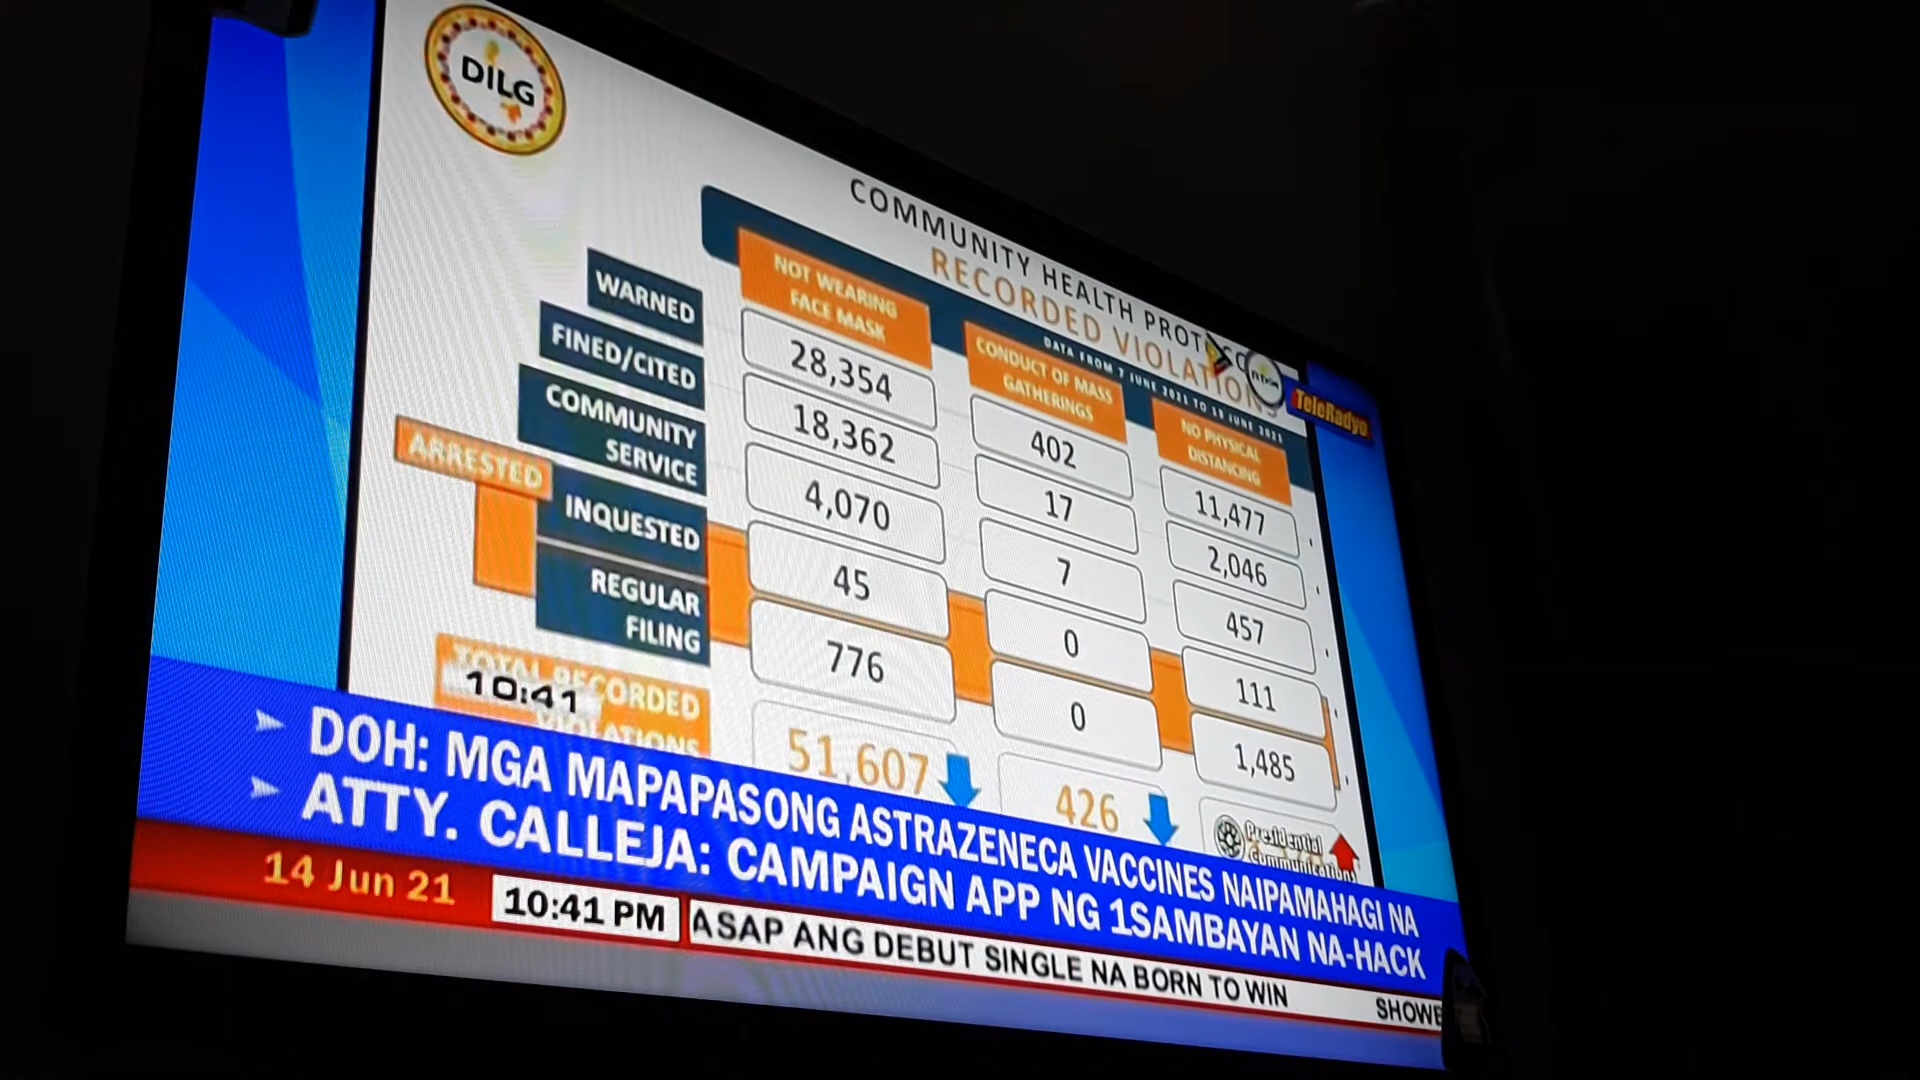 DILG
COMMUNITY HEALTH PROTOCO
RECORDED VIOLATIONS
DATA FROM 7 JUNE 2021 TO 13 JUNE 2021
TeleRadyo
NOT WEARING
FACE MASK
CONDUCT OF MASS
GATHERINGS
NO PHYSICAL
DISTANCING
WARNED
28,354
402
11,477
FINED/CITED
18,362
17
2,046
COMMUNITY
SERVICE
4,070
7
457
ARRESTED
INQUESTED
45
0
111
REGULAR
FILING
776
0
1,485
TOTAL RECORDED
VIOLATIONS
51,607
426
10:41
Presidential
Communications
DOH: MGA MAPAPASONG ASTRAZENECA VACCINES NAIPAMAHAGI NA
ATTY. CALLEJA: CAMPAIGN APP NG 1SAMBAYAN NA-HACK
14 Jun 21
10:41 PM
ASAP ANG DEBUT SINGLE NA BORN TO WIN
SHOWB